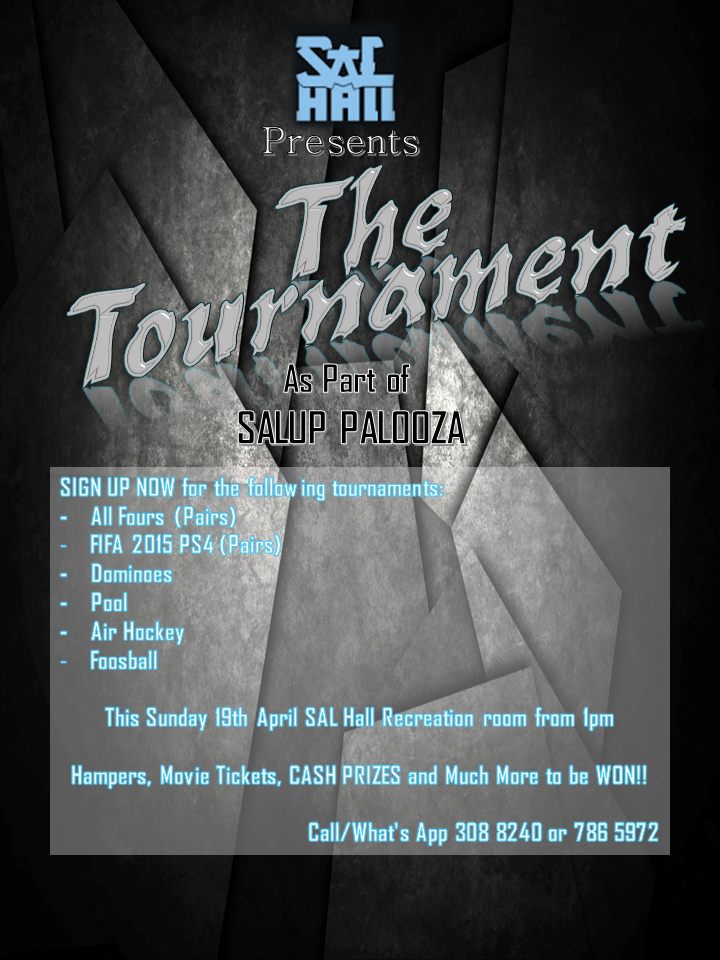 SAL
HALL
Presents
The
Tournament
As Part of
SALUP PALOOZA
SIGN UP NOW for the following tournaments:
- All Fours (Pairs)
- FIFA 2015 PS4 (Pairs)
- Dominoes
- Pool
- Air Hockey
- Foosball
This Sunday 19th April SAL Hall Recreation room from 1pm
Hampers, Movie Tickets, CASH PRIZES and Much More to be WON!!
Call/What's App 308 8240 or 786 5972